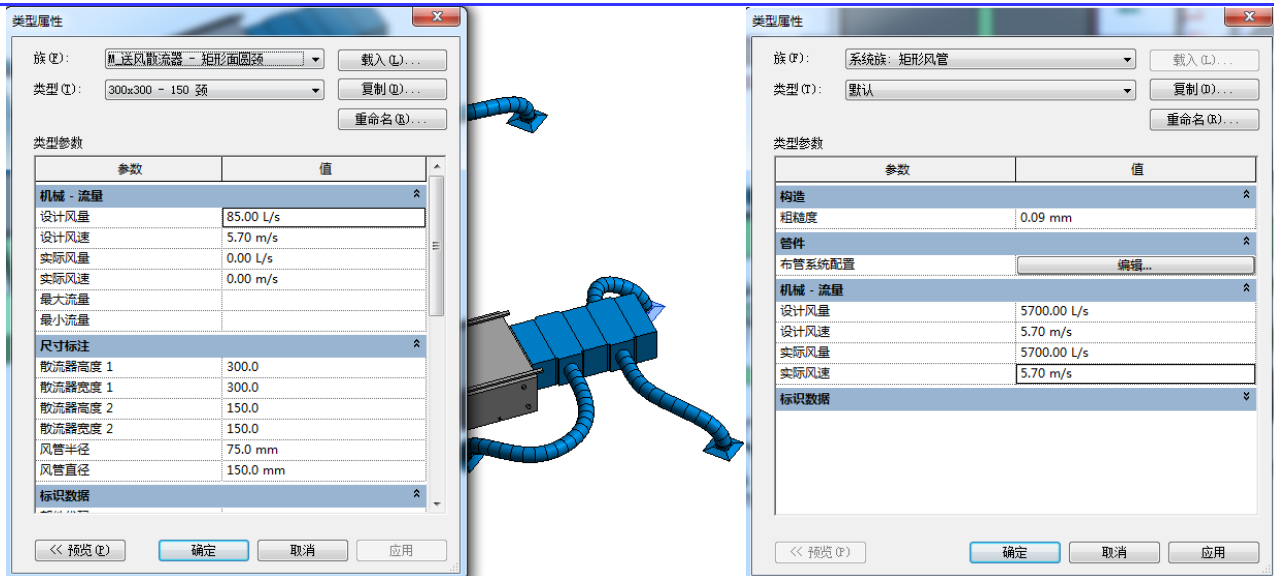 类型属性
族(F):
M_送风散流器 - 矩形面圆颈
载入(L)...
类型(T):
300x300 - 150 颈
复制(D)...
重命名(R)...
类型参数
参数
值
机械 - 流量
设计风量
85.00 L/s
设计风速
5.70 m/s
实际风量
0.00 L/s
实际风速
0.00 m/s
最大流量
最小流量
尺寸标注
散流器高度 1
300.0
散流器宽度 1
300.0
散流器高度 2
150.0
散流器宽度 2
150.0
风管半径
75.0 mm
风管直径
150.0 mm
标识数据
<< 预览(P)
确定
取消
应用
类型属性
族(F):
系统族: 矩形风管
载入(L)...
类型(T):
默认
复制(D)...
重命名(R)...
类型参数
参数
值
构造
粗糙度
0.09 mm
管件
布管系统配置
编辑...
机械 - 流量
设计风量
5700.00 L/s
设计风速
5.70 m/s
实际风量
5700.00 L/s
实际风速
5.70 m/s
标识数据
<< 预览(P)
确定
取消
应用